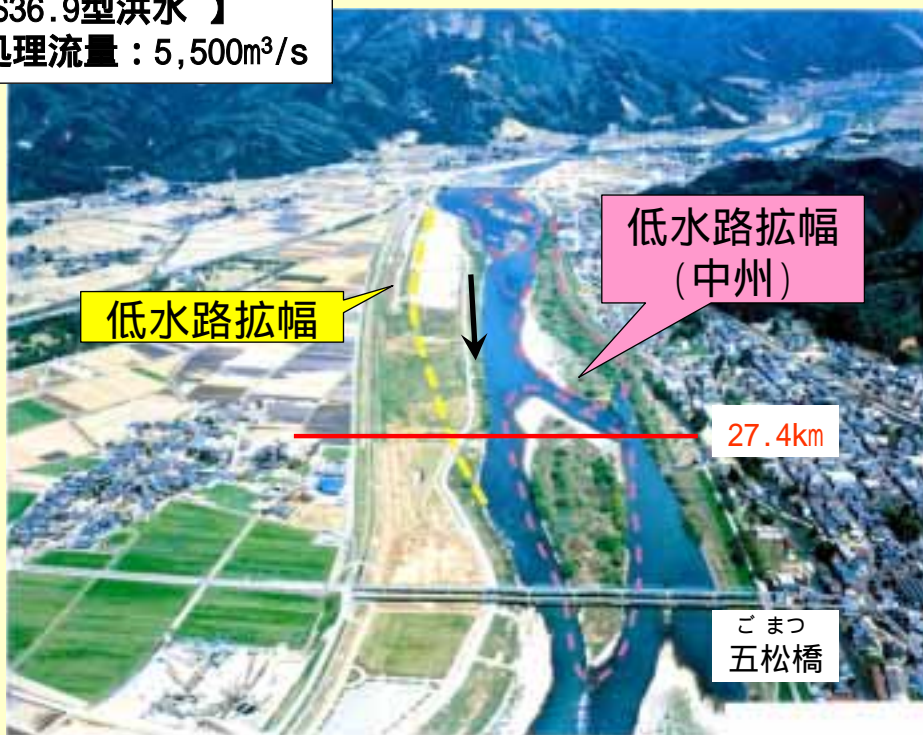 S36.9型洪水 】
処理流量:5,500m³/s
低水路拡幅
(中州)
低水路拡幅
27.4km
ごまつ
五松橋